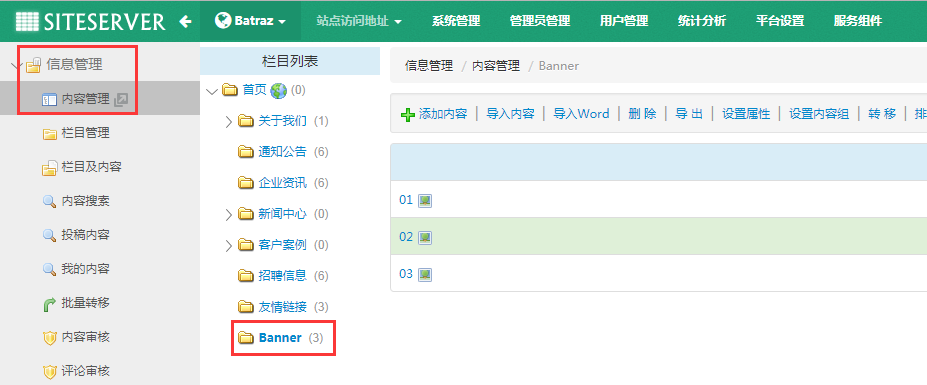 SITESERVER
Batraz
站点访问地址
系统管理
管理员管理
用户管理
统计分析
平台设置
服务组件
信息管理
内容管理
栏目管理
栏目及内容
内容搜索
投稿内容
我的内容
批量转移
内容审核
评论审核
栏目列表
首页 (0)
关于我们 (1)
通知公告 (6)
企业资讯 (6)
新闻中心 (0)
客户案例 (0)
招聘信息 (6)
友情链接 (3)
Banner (3)
信息管理 / 内容管理 / Banner
添加内容 | 导入内容 | 导入Word | 删 除 | 导 出 | 设置属性 | 设置内容组 | 转 移 | 排
01
02
03